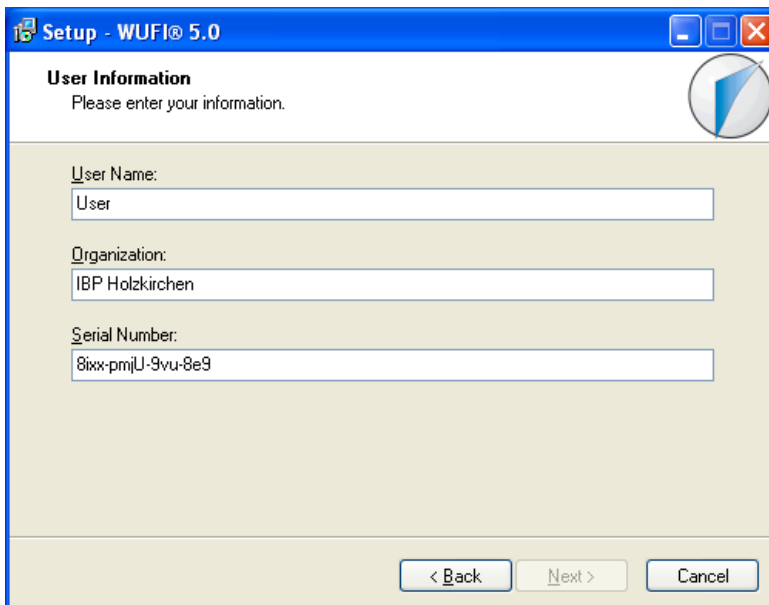 Setup - WUFI® 5.0
User Information
Please enter your information.
User Name:
User
Organization:
IBP Holzkirchen
Serial Number:
8ixx-pmjU-9vu-8e9
< Back
Next >
Cancel